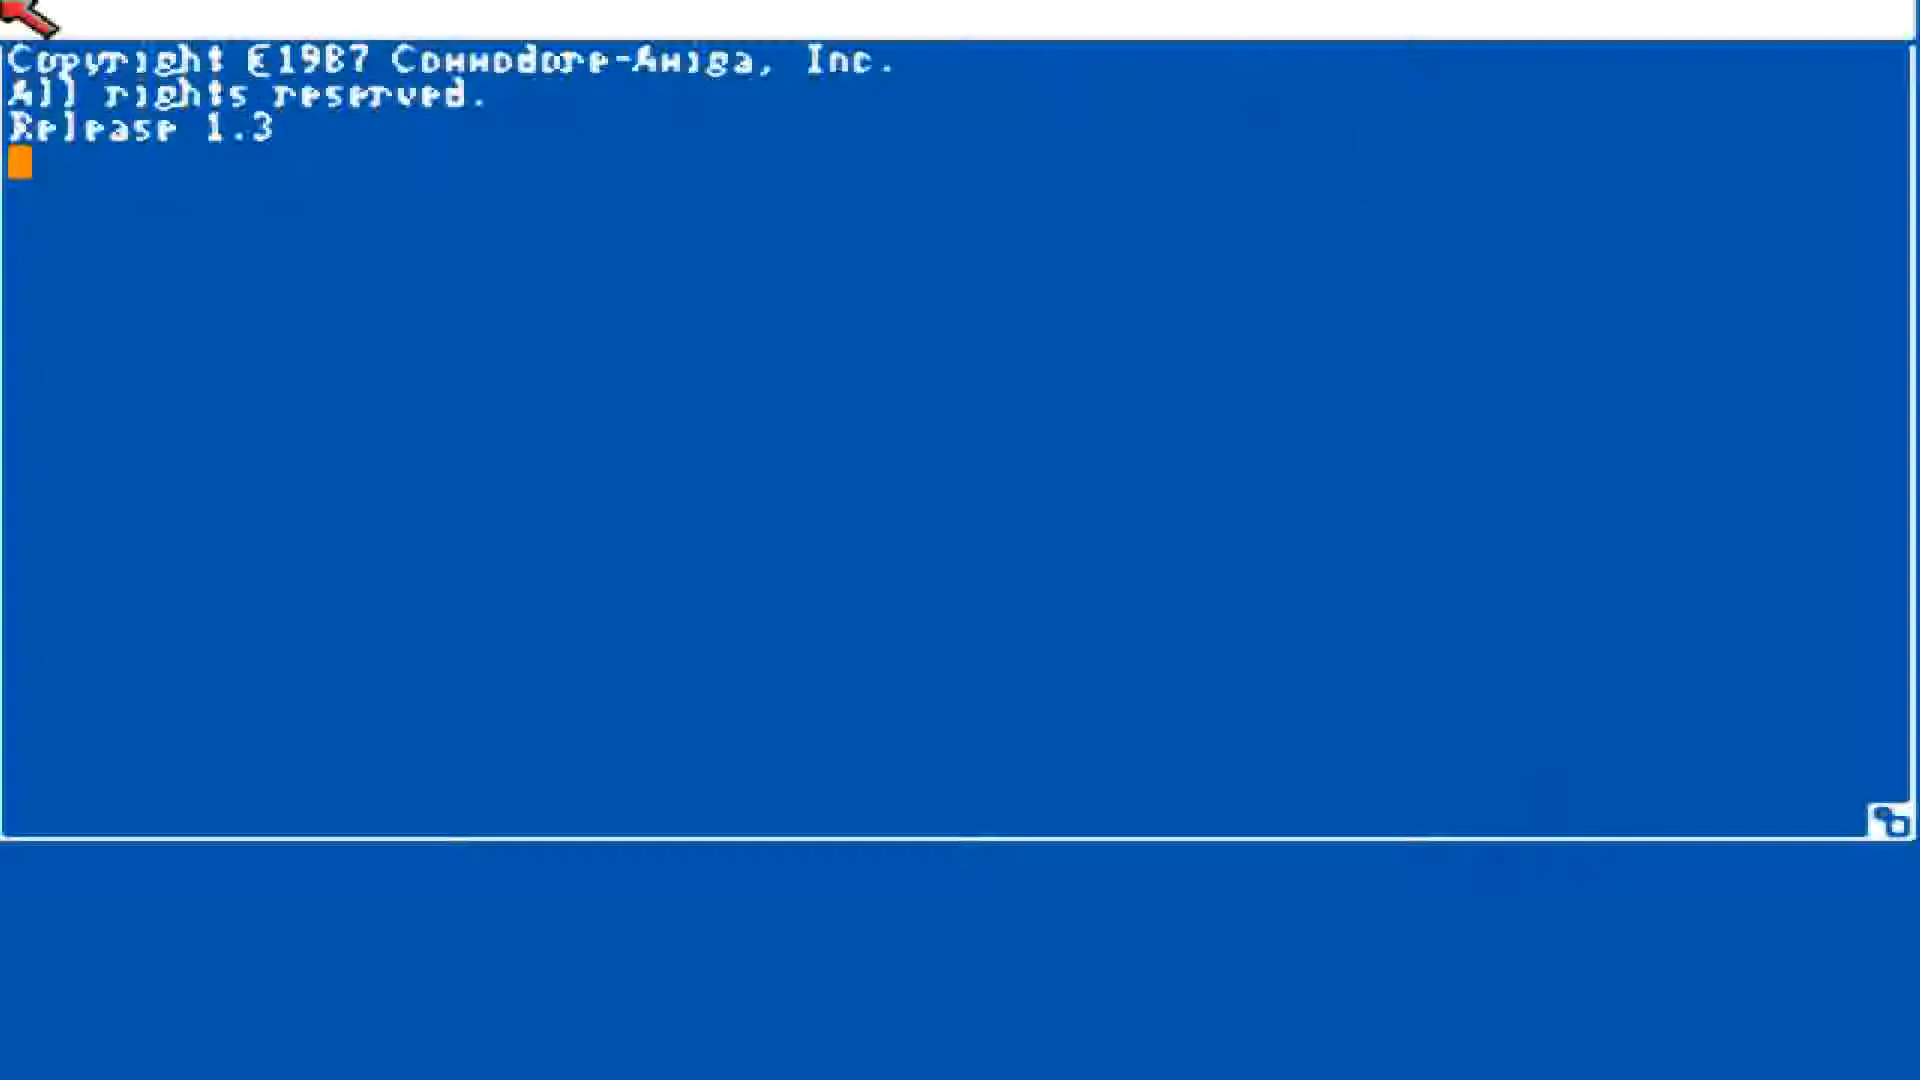 Copyright ©1987 Commodore-Amiga, Inc.
All rights reserved.
Release 1.3